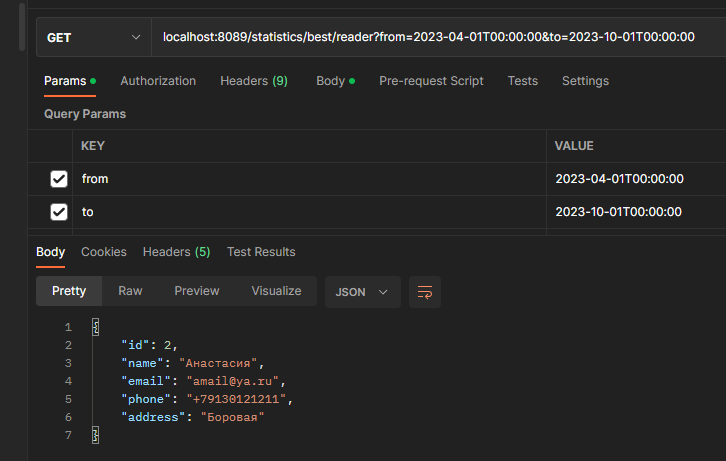 GET localhost:8089/statistics/best/reader?from=2023-04-01T00:00:00&to=2023-10-01T00:00:00
Params Authorization Headers (9) Body Pre-request Script Tests Settings
Query Params
KEY VALUE
from 2023-04-01T00:00:00
to 2023-10-01T00:00:00
Body Cookies Headers (5) Test Results
Pretty Raw Preview Visualize JSON
1 {
2 "id": 2,
3 "name": "Анастасия",
4 "email": "amail@ya.ru",
5 "phone": "+79130121211",
6 "address": "Боровая"
7 }